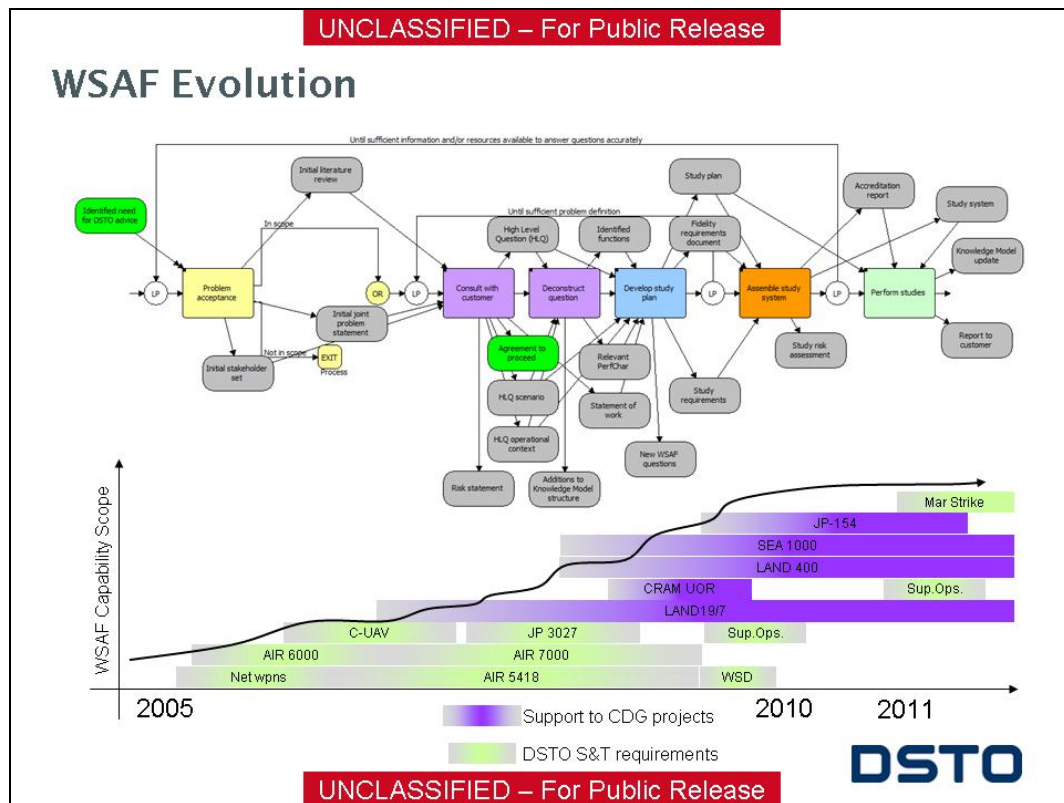 UNCLASSIFIED – For Public Release
WSAF Evolution
Until sufficient information and/or resources available to answer questions accurately
Initial literature
review
Study plan
Accreditation
report
Identified need
for DSTO advice
Study system
Until sufficient problem definition
In scope
High Level
Question (HLQ)
Identified
functions
Fidelity
requirements
document
Knowledge Model
update
LP
Problem
acceptance
OR
LP
Consult with
customer
Deconstruct
question
Develop study
plan
LP
Assemble study
system
LP
Perform studies
Initial joint
problem
statement
Not in scope
EXIT
Process
Initial stakeholder
set
Agreement to
proceed
Relevant
PerfChar
Study risk
assessment
Report to
customer
HLQ scenario
Statement of
work
Study
requirements
HLQ operational
context
New WSAF
questions
Risk statement
Additions to
Knowledge Model
structure
WSAF Capability Scope
Mar Strike
JP-154
SEA 1000
LAND 400
CRAM UOR
Sup.Ops.
LAND19/7
C-UAV
JP 3027
Sup.Ops.
AIR 6000
AIR 7000
Net wpns
AIR 5418
WSD
2005
2010
2011
Support to CDG projects
DSTO S&T requirements
DSTO
UNCLASSIFIED – For Public Release